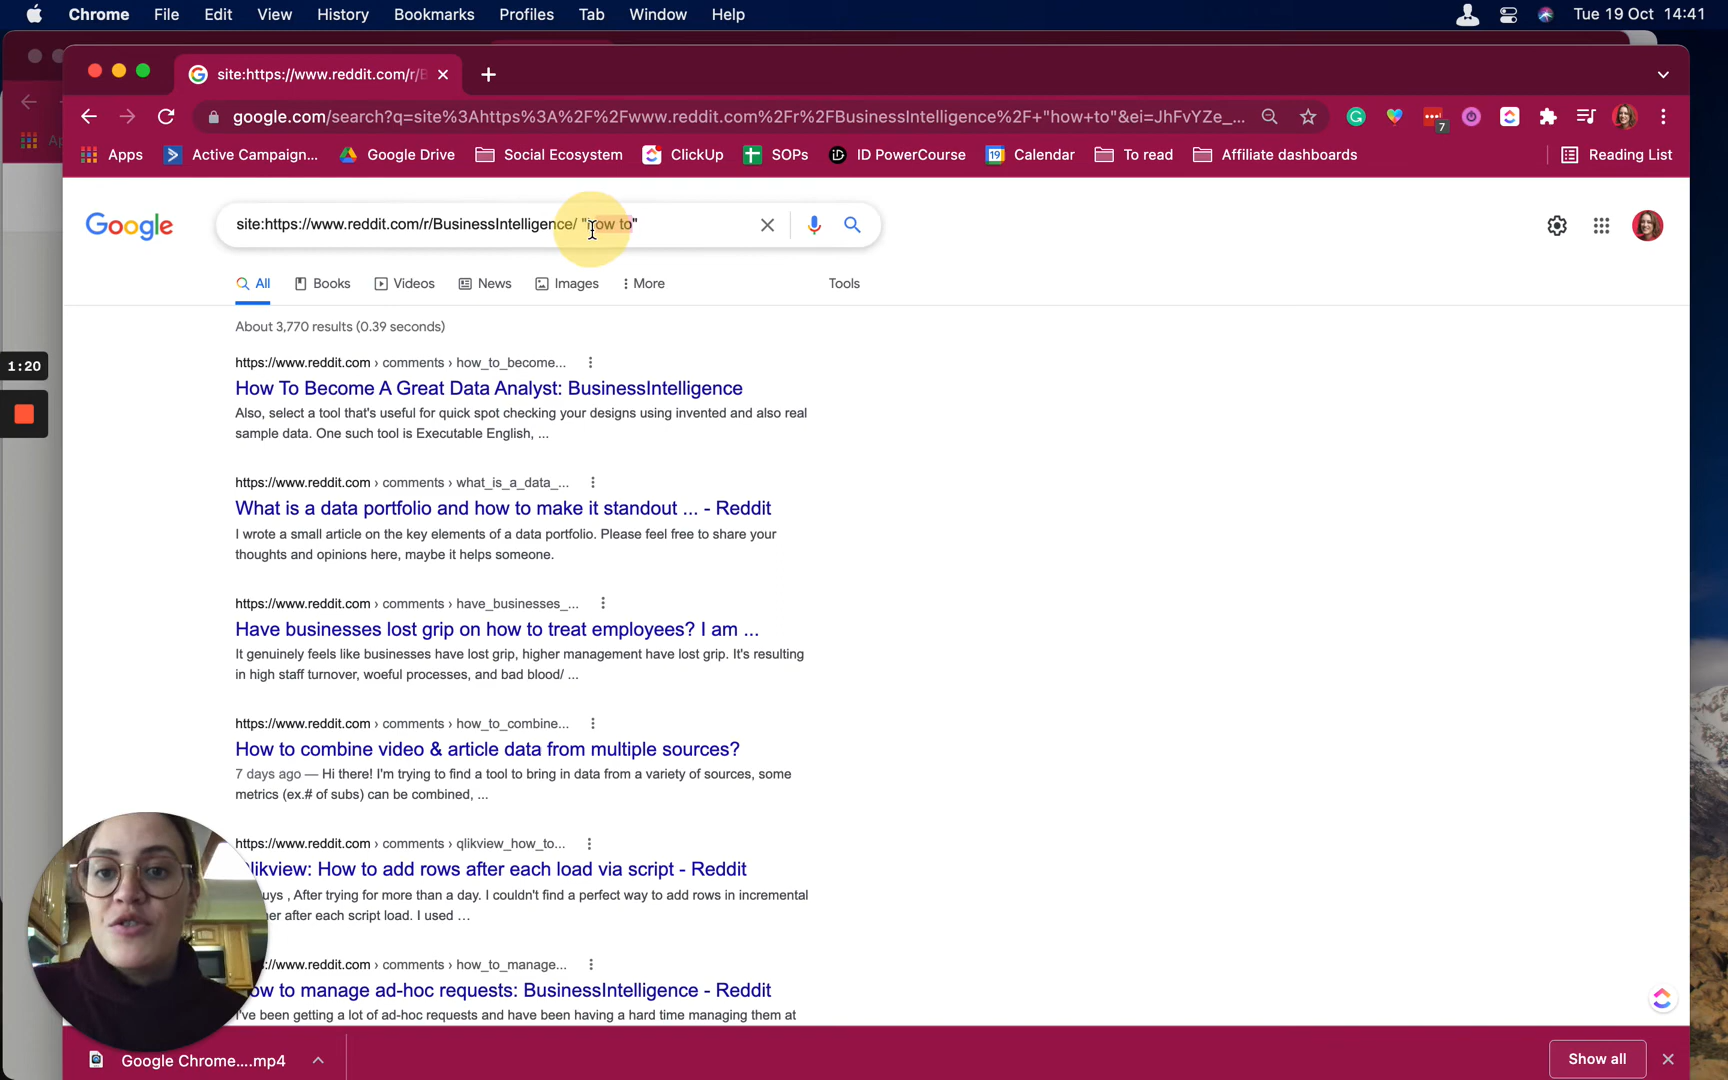 Chrome File Edit View History Bookmarks Profiles Tab Window Help Tue 19 Oct 14:41
site:https://www.reddit.com/r/B
google.com/search?q=site%3Ahttps%3A%2F%2Fwww.reddit.com%2Fr%2FBusinessIntelligence%2F+"how+to"&ei=JhFvYZe_... 7
Apps Active Campaign... Google Drive Social Ecosystem ClickUp SOPs ID PowerCourse 19 Calendar To read Affiliate dashboards Reading List
Google site:https://www.reddit.com/r/BusinessIntelligence/ "how to"
All Books Videos News Images More Tools
About 3,770 results (0.39 seconds)
1:20
https://www.reddit.com › comments › how_to_become...
How To Become A Great Data Analyst: BusinessIntelligence
Also, select a tool that's useful for quick spot checking your designs using invented and also real
sample data. One such tool is Executable English, ...
https://www.reddit.com › comments › what_is_a_data_...
What is a data portfolio and how to make it standout ... - Reddit
I wrote a small article on the key elements of a data portfolio. Please feel free to share your
thoughts and opinions here, maybe it helps someone.
https://www.reddit.com › comments › have_businesses_...
Have businesses lost grip on how to treat employees? I am ...
It genuinely feels like businesses have lost grip, higher management have lost grip. It's resulting
in high staff turnover, woeful processes, and bad blood/ ...
https://www.reddit.com › comments › how_to_combine...
How to combine video & article data from multiple sources?
7 days ago — Hi there! I'm trying to find a tool to bring in data from a variety of sources, some
metrics (ex.# of subs) can be combined, ...
https://www.reddit.com › comments › qlikview_how_to...
likview: How to add rows after each load via script - Reddit
uys , After trying for more than a day. I couldn't find a perfect way to add rows in incremental
er after each script load. I used ...
://www.reddit.com › comments › how_to_manage...
ow to manage ad-hoc requests: BusinessIntelligence - Reddit
I've been getting a lot of ad-hoc requests and have been having a hard time managing them at
Google Chrome....mp4 Show all